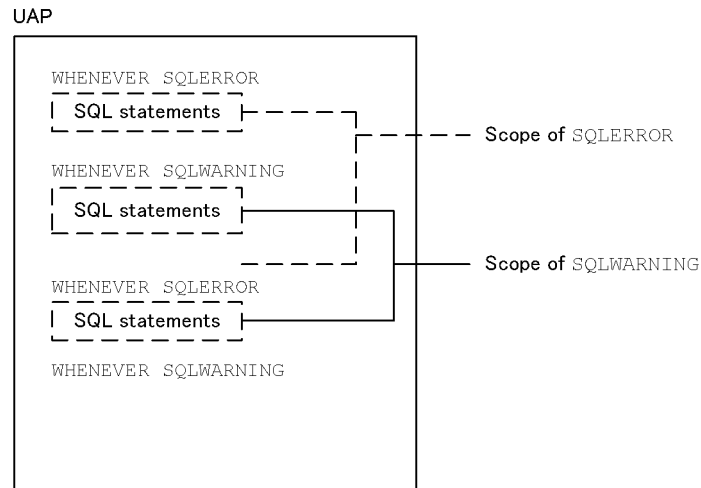 UAP
WHENEVER SQLERROR
SQL statements
Scope of SQLERROR
WHENEVER SQLWARNING
SQL statements
Scope of SQLWARNING
WHENEVER SQLERROR
SQL statements
WHENEVER SQLWARNING